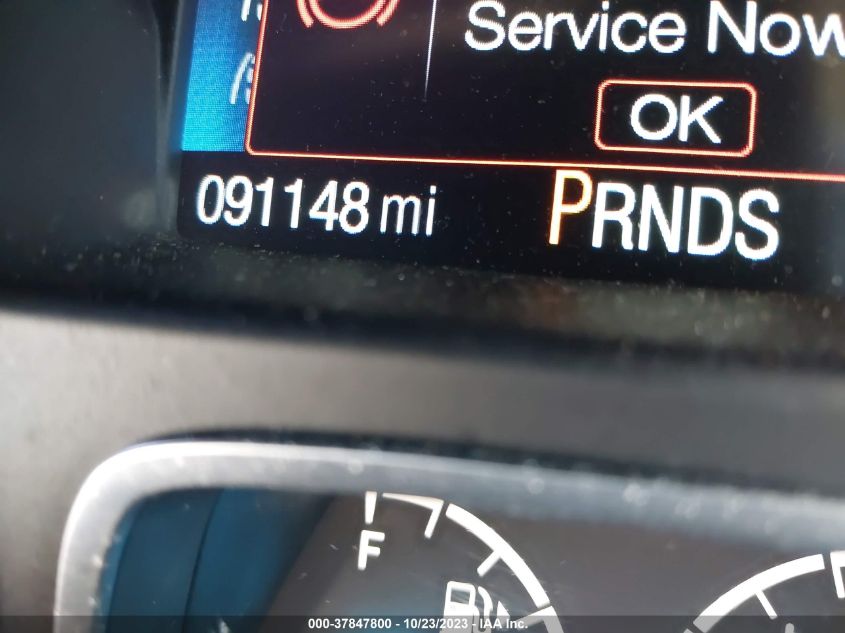 Service Now
OK
091148 mi PRNDS
F
000-37847800 - 10/23/2023 - IAA Inc.